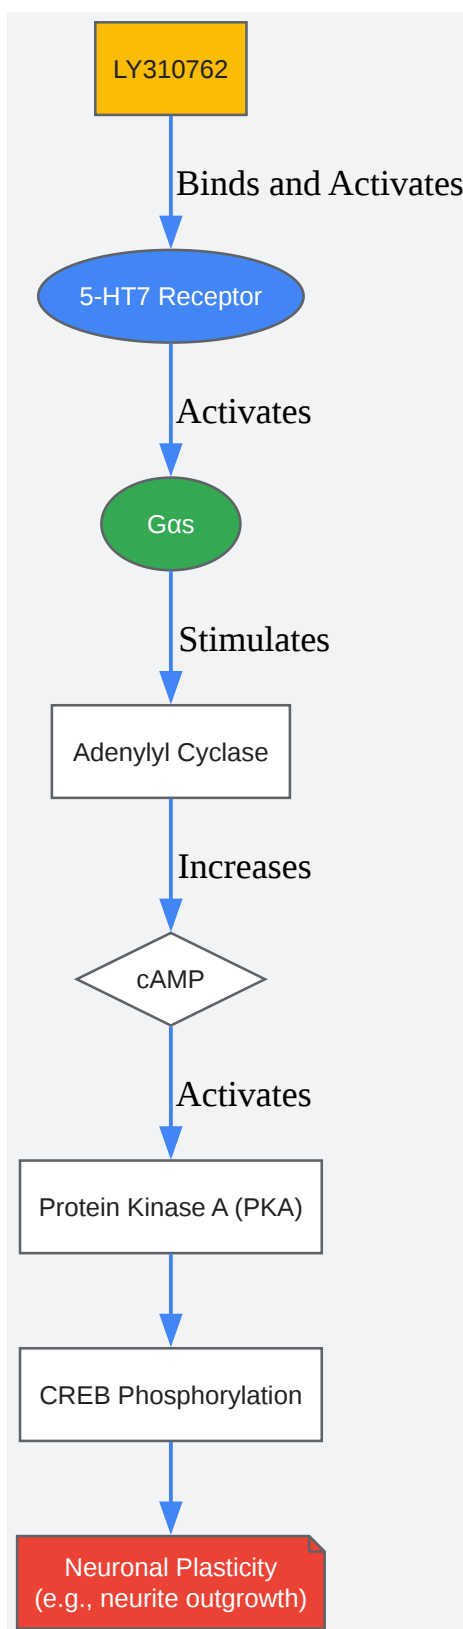 LY310762
Binds and Activates
5-HT7 Receptor
Activates
Gαs
Stimulates
Adenylyl Cyclase
Increases
cAMP
Activates
Protein Kinase A (PKA)
CREB Phosphorylation
Neuronal Plasticity
(e.g., neurite outgrowth)